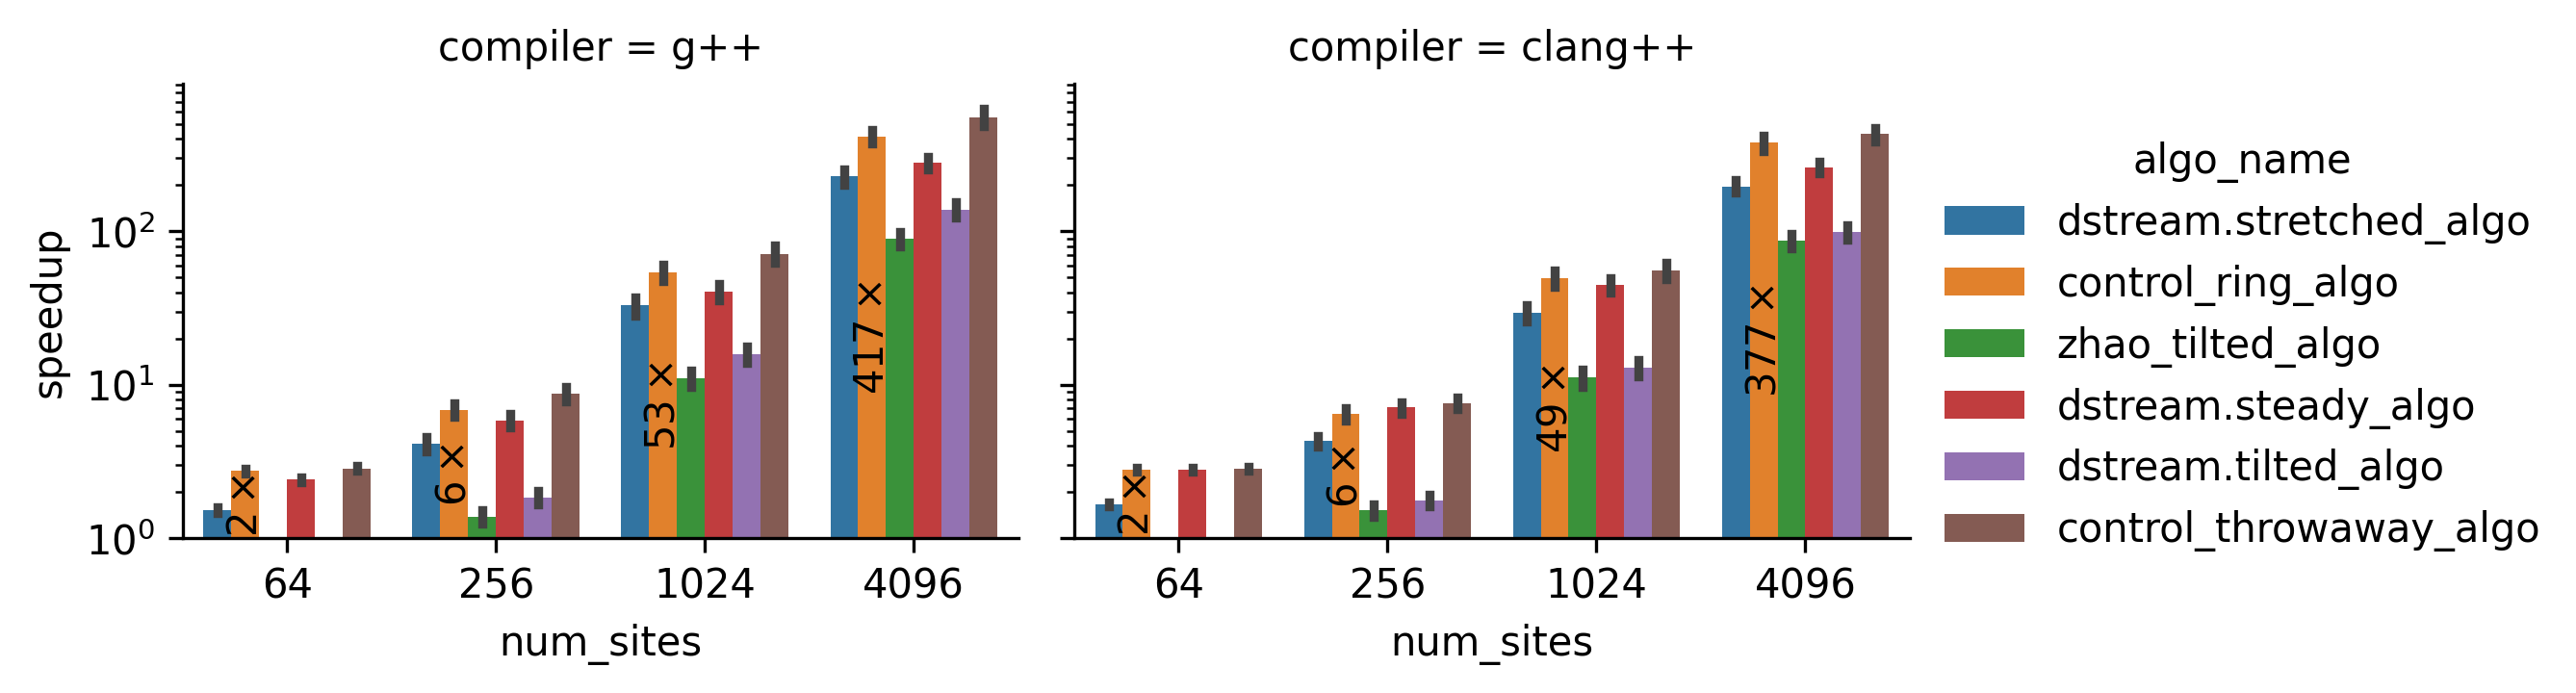 compiler = g++
compiler = clang++
speedup
10²
10¹
10⁰
2×
6×
53×
417×
64
256
1024
4096
num_sites
2×
6×
49×
377×
64
256
1024
4096
num_sites
algo_name
dstream.stretched_algo
control_ring_algo
zhao_tilted_algo
dstream.steady_algo
dstream.tilted_algo
control_throwaway_algo